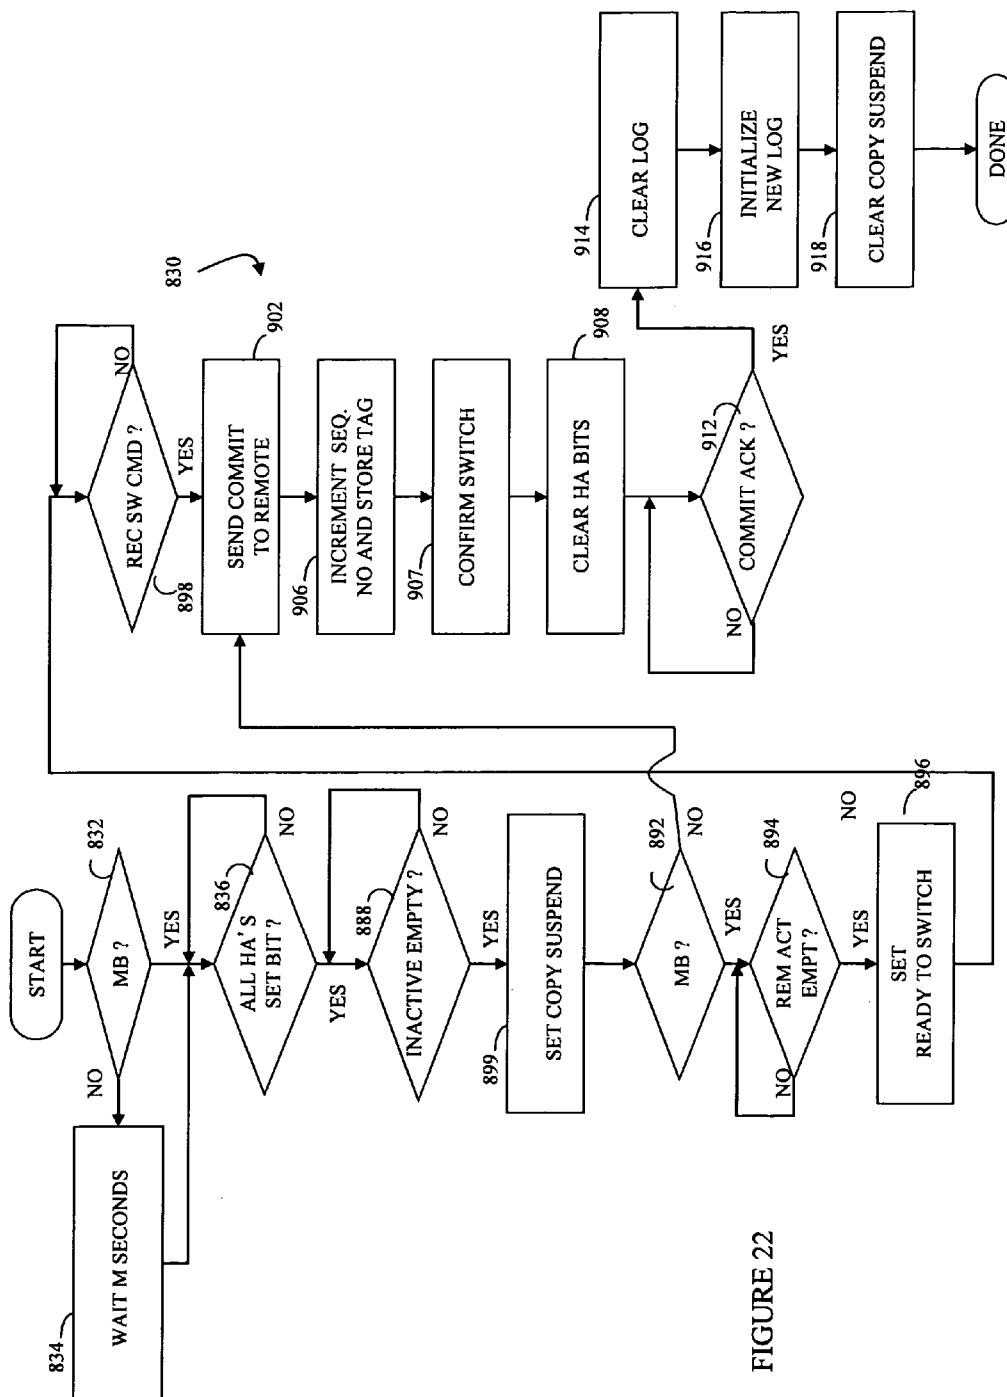 START
832
MB ?
NO
YES
834
WAIT M SECONDS
836
ALL HA'S
SET BIT ?
NO
YES
888
INACTIVE EMPTY ?
NO
YES
899
SET COPY SUSPEND
892
MB ?
NO
YES
894
REM ACT
EMPT ?
NO
NO
YES
896
SET
READY TO SWITCH
830
REC SW CMD ?
898
NO
YES
902
SEND COMMIT
TO REMOTE
906
INCREMENT SEQ.
NO AND STORE TAG
907
CONFIRM SWITCH
908
CLEAR HA BITS
912
COMMIT ACK ?
NO
YES
914
CLEAR LOG
916
INITIALIZE
NEW LOG
918
CLEAR COPY SUSPEND
DONE
FIGURE 22